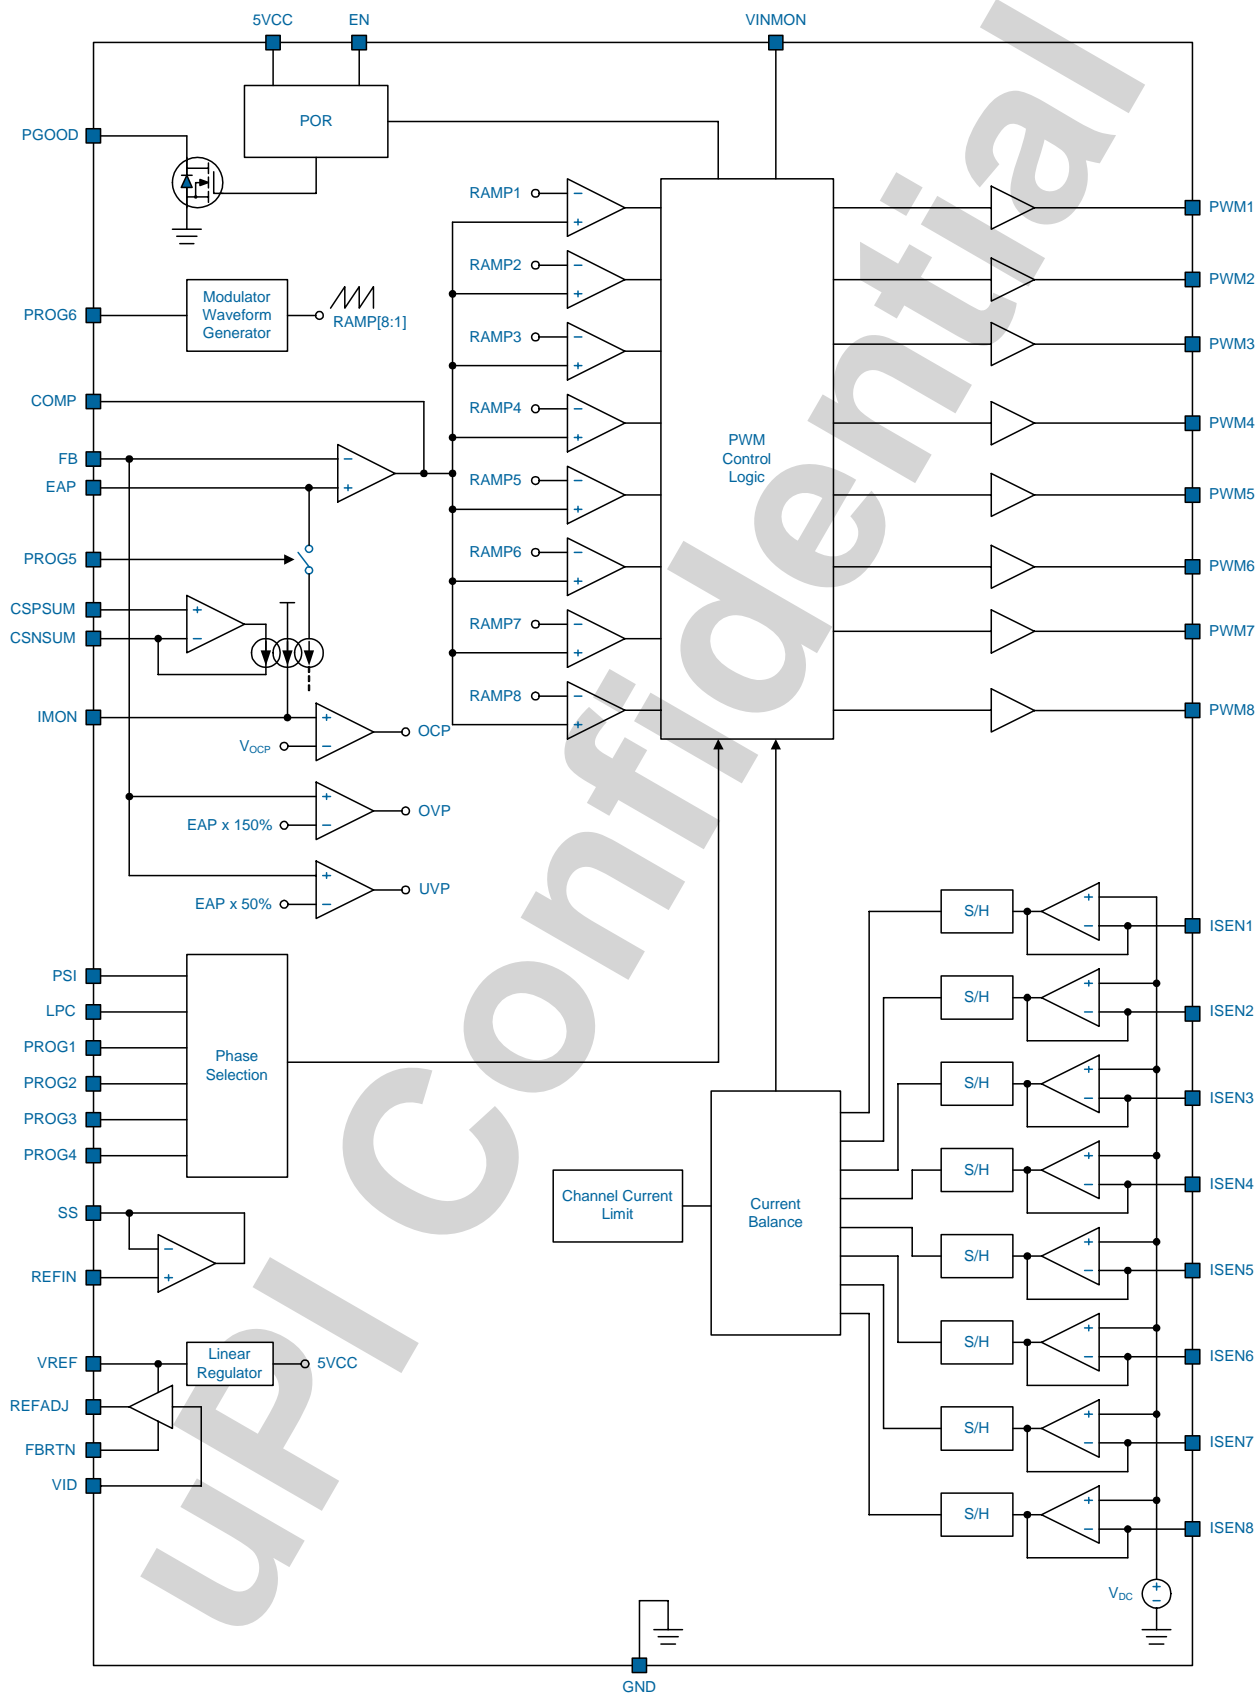 5VCC
EN
VINMON
POR
PGOOD
PROG6
Modulator
Waveform
Generator
RAMP[8:1]
COMP
FB
EAP
PROG5
CSPSUM
CSNSUM
IMON
VOCP
OCP
EAP x 150%
OVP
EAP x 50%
UVP
RAMP1
RAMP2
RAMP3
RAMP4
RAMP5
RAMP6
RAMP7
RAMP8
PWM
Control
Logic
PWM1
PWM2
PWM3
PWM4
PWM5
PWM6
PWM7
PWM8
PSI
LPC
PROG1
PROG2
PROG3
PROG4
Phase
Selection
SS
REFIN
VREF
REFADJ
FBRTN
VID
Linear
Regulator
5VCC
Channel Current
Limit
Current
Balance
S/H
ISEN1
S/H
ISEN2
S/H
ISEN3
S/H
ISEN4
S/H
ISEN5
S/H
ISEN6
S/H
ISEN7
S/H
ISEN8
VDC
GND
uPI Confidential